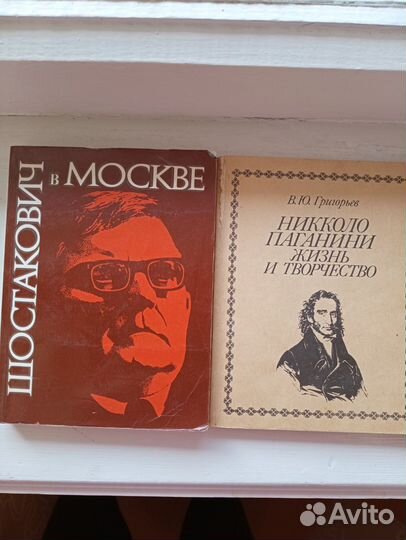 ШОСТАКОВИЧ
в МОСКВЕ
В. Ю. Григорьев
НИККОЛО
ПАГАНИНИ
ЖИЗНЬ
И ТВОРЧЕСТВО
Avito